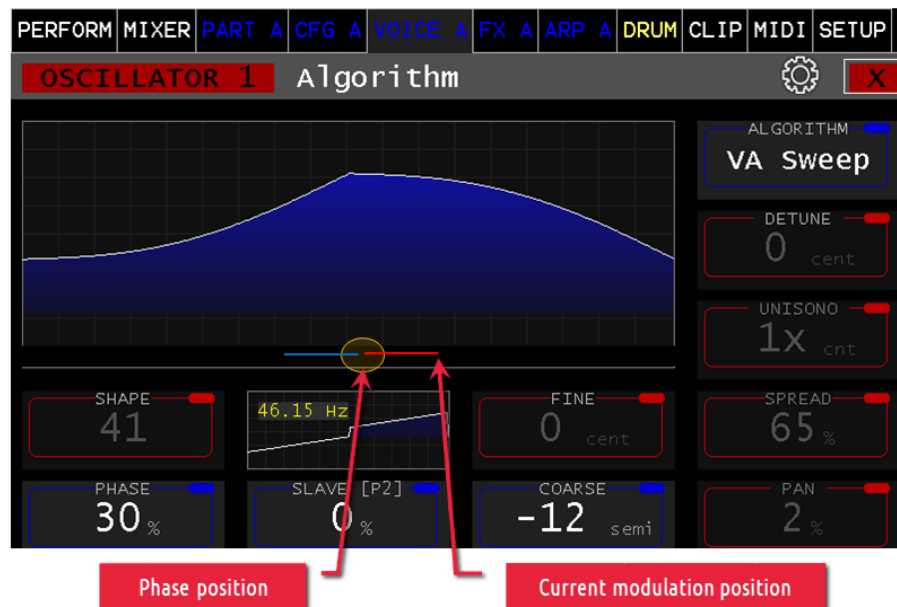 PERFORM MIXER PART A CFG A VOICE A FX A ARP A DRUM CLIP MIDI SETUP
OSCILLATOR 1 Algorithm X
ALGORITHM
VA Sweep
DETUNE
0 cent
UNISONO
1x cnt
SHAPE
41
46.15 Hz
FINE
0 cent
SPREAD
65 %
PHASE
30 %
SLAVE [P2]
0 %
COARSE
-12 semi
PAN
2 %
Phase position
Current modulation position